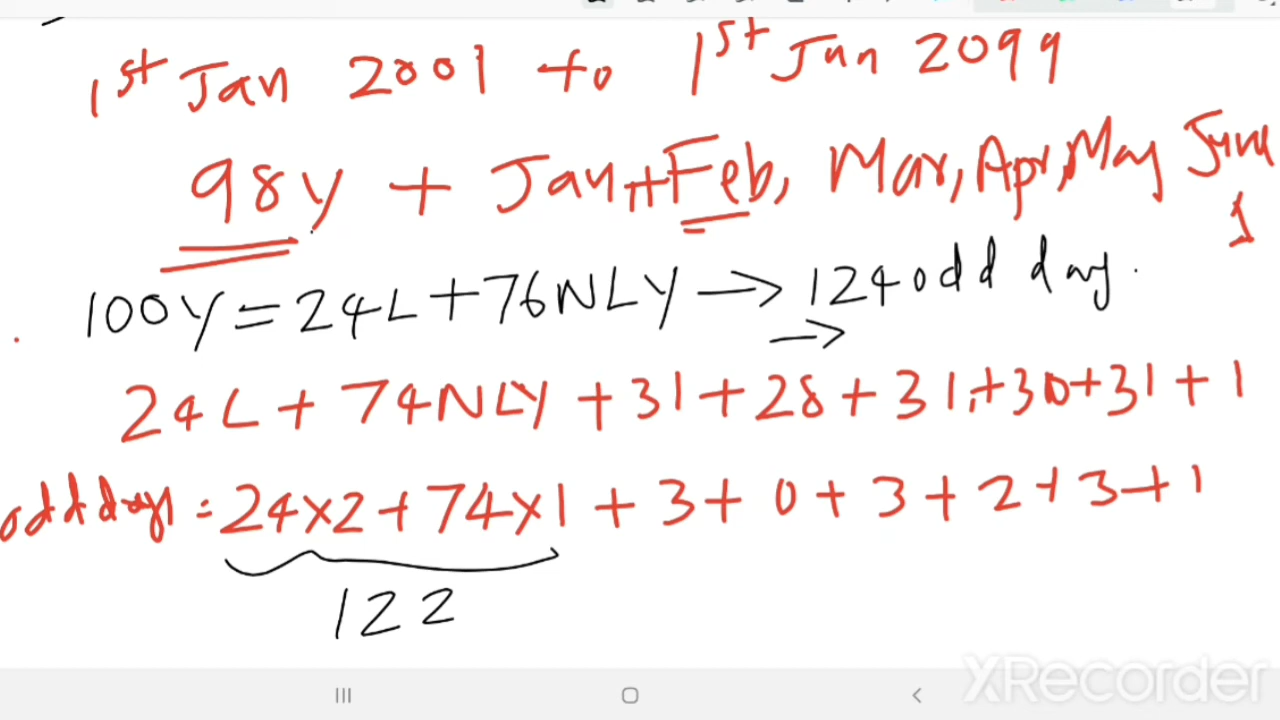 1st Jan 2001 to 1st Jun 2099
98y + Jan, Feb, Mar, Apr, May June 1
100Y = 24L + 76NLY → 124 odd day.
→
24L + 74NLY + 31 + 28 + 31 + 30 + 31 + 1
odd days = 24×2 + 74×1 + 3 + 0 + 3 + 2 + 3 + 1
122
XRecorder